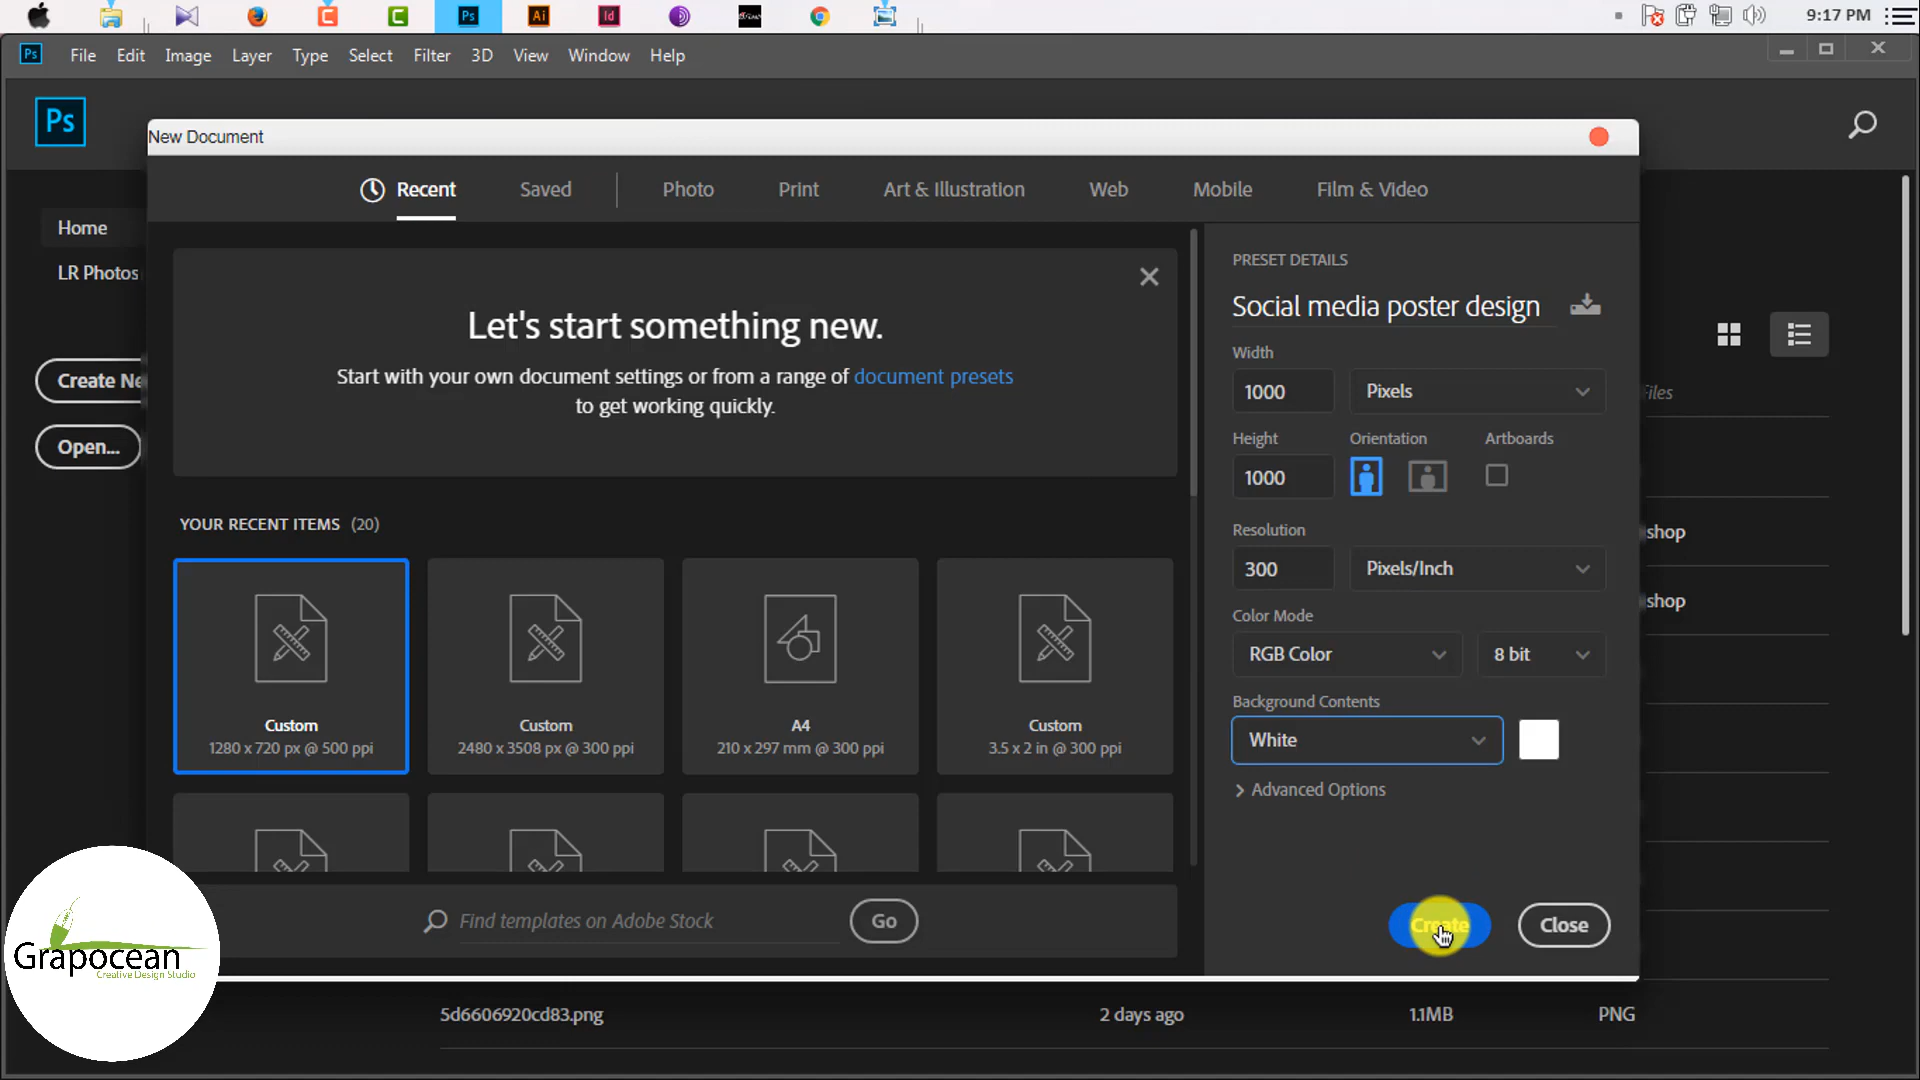 Ps
Ai
Id
9:17 PM
Ps
File Edit Image Layer Type Select Filter 3D View Window Help
Ps
New Document
Recent Saved Photo Print Art & Illustration Web Mobile Film & Video
Home
LR Photos
Create Ne
Open...
Let's start something new.
Start with your own document settings or from a range of document presets
to get working quickly.
YOUR RECENT ITEMS (20)
Custom
1280 x 720 px @ 500 ppi
Custom
2480 x 3508 px @ 300 ppi
A4
210 x 297 mm @ 300 ppi
Custom
3.5 x 2 in @ 300 ppi
Find templates on Adobe Stock
Go
PRESET DETAILS
Social media poster design
Width
1000 Pixels
Height Orientation Artboards
1000
Resolution
300 Pixels/Inch
Color Mode
RGB Color 8 bit
Background Contents
White
Advanced Options
Create
Close
Files
shop
shop
5d6606920cd83.png 2 days ago 1.1MB PNG
Grapocean
Creative Design Studio